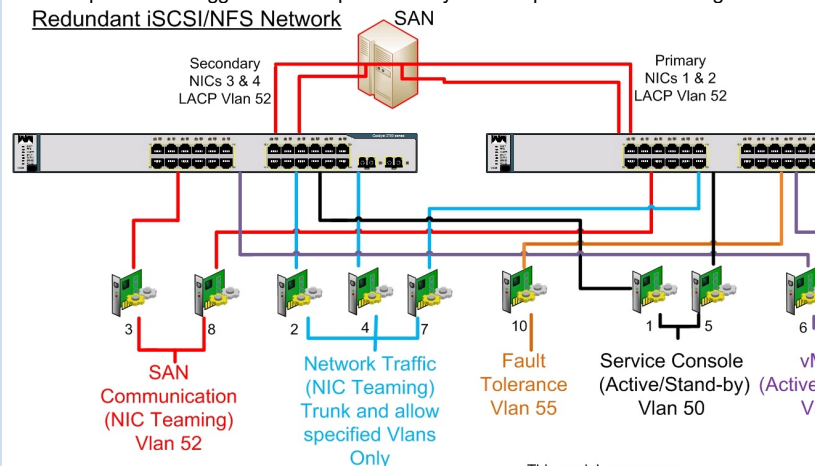 Redundant iSCSI/NFS Network
SAN
Secondary
NICs 3 & 4
LACP Vlan 52
Primary
NICs 1 & 2
LACP Vlan 52
3
8
2
4
7
10
1
5
6
SAN
Communication
(NIC Teaming)
Vlan 52
Network Traffic
(NIC Teaming)
Trunk and allow
specified Vlans
Only
Fault
Tolerance
Vlan 55
Service Console
(Active/Stand-by)
Vlan 50
(Active